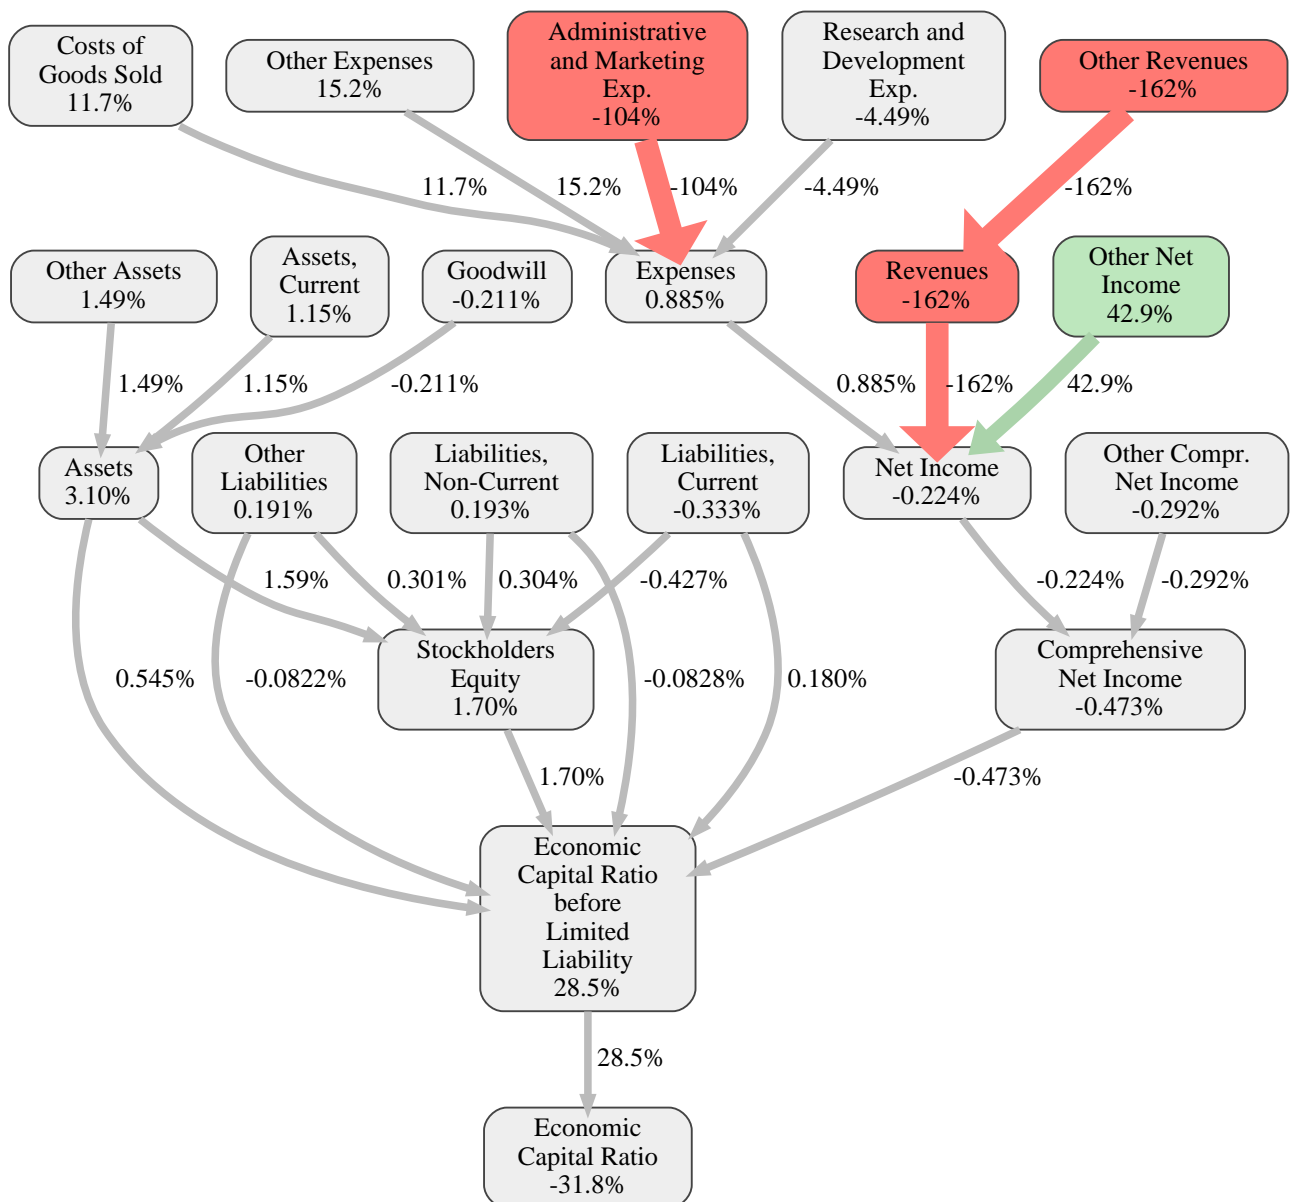 Costs of
Goods Sold
11.7%
Other Expenses
15.2%
Administrative
and Marketing
Exp.
-104%
Research and
Development
Exp.
-4.49%
Other Revenues
-162%
11.7%
15.2%
-104%
-4.49%
-162%
Other Assets
1.49%
Assets,
Current
1.15%
Goodwill
-0.211%
Expenses
0.885%
Revenues
-162%
Other Net
Income
42.9%
1.49%
1.15%
-0.211%
0.885%
-162%
42.9%
Assets
3.10%
Other
Liabilities
0.191%
Liabilities,
Non-Current
0.193%
Liabilities,
Current
-0.333%
Net Income
-0.224%
Other Compr.
Net Income
-0.292%
1.59%
0.301%
0.304%
-0.427%
-0.224%
-0.292%
Stockholders
Equity
1.70%
Comprehensive
Net Income
-0.473%
0.545%
-0.0822%
-0.0828%
0.180%
1.70%
-0.473%
Economic
Capital Ratio
before
Limited
Liability
28.5%
28.5%
Economic
Capital Ratio
-31.8%